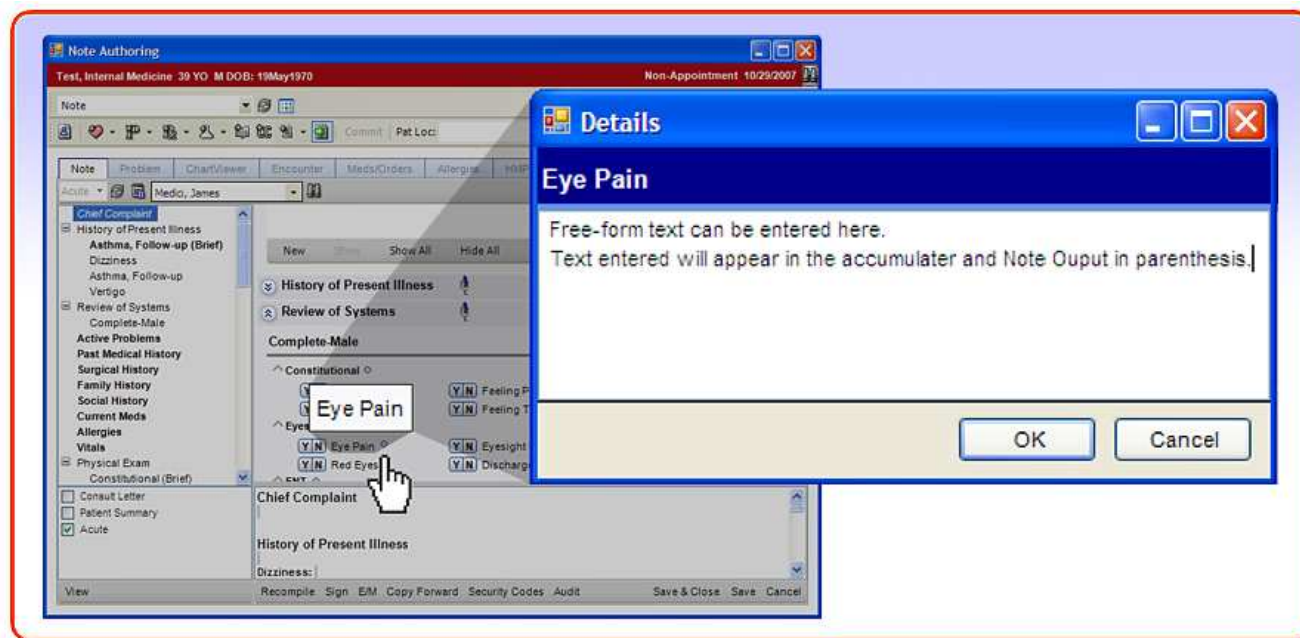 Note Authoring
Test, Internal Medicine 39 YO M DOB: 19May1970 Non-Appointment 10/29/2007
Note
Commit Pat Loc:
Note Problem ChartViewer Encounter Meds/Orders Allergies
Acute Medio, James
Chief Complaint
History of Present Illness
Asthma, Follow-up (Brief)
Dizziness
Asthma, Follow-up
Vertigo
Review of Systems
Complete-Male
Active Problems
Past Medical History
Surgical History
Family History
Social History
Current Meds
Allergies
Vitals
Physical Exam
Constitutional (Brief)
Consult Letter
Patient Summary
Acute
View
New Show All Hide All
History of Present Illness
Review of Systems
Complete-Male
Constitutional
Y N Feeling
Y N Feeling
Eye Pain
Y N Eye Pain Y N Eyesight
Y N Red Eyes Y N Discharge
ENT
Chief Complaint
History of Present Illness
Dizziness:
Recompile Sign E/M Copy Forward Security Codes Audit Save & Close Save Cancel
Details
Eye Pain
Free-form text can be entered here.
Text entered will appear in the accumulater and Note Ouput in parenthesis.
OK Cancel